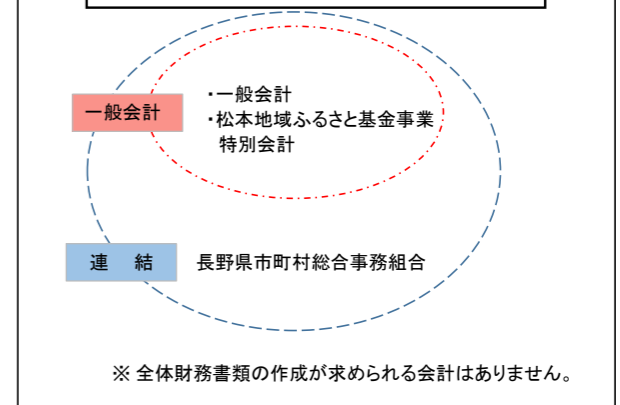 一般会計
・一般会計
・松本地域ふるさと基金事業
特別会計
連　結
長野県市町村総合事務組合
※ 全体財務書類の作成が求められる会計はありません。